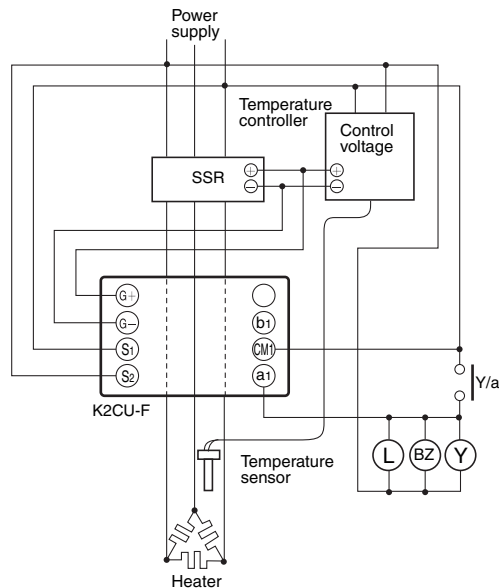 Power
supply
Temperature
controller
Control
voltage
SSR
+
−
+
−
G+
G−
b1
S1
CM1
S2
a1
K2CU-F
Y/a
L
BZ
Y
Temperature
sensor
Heater